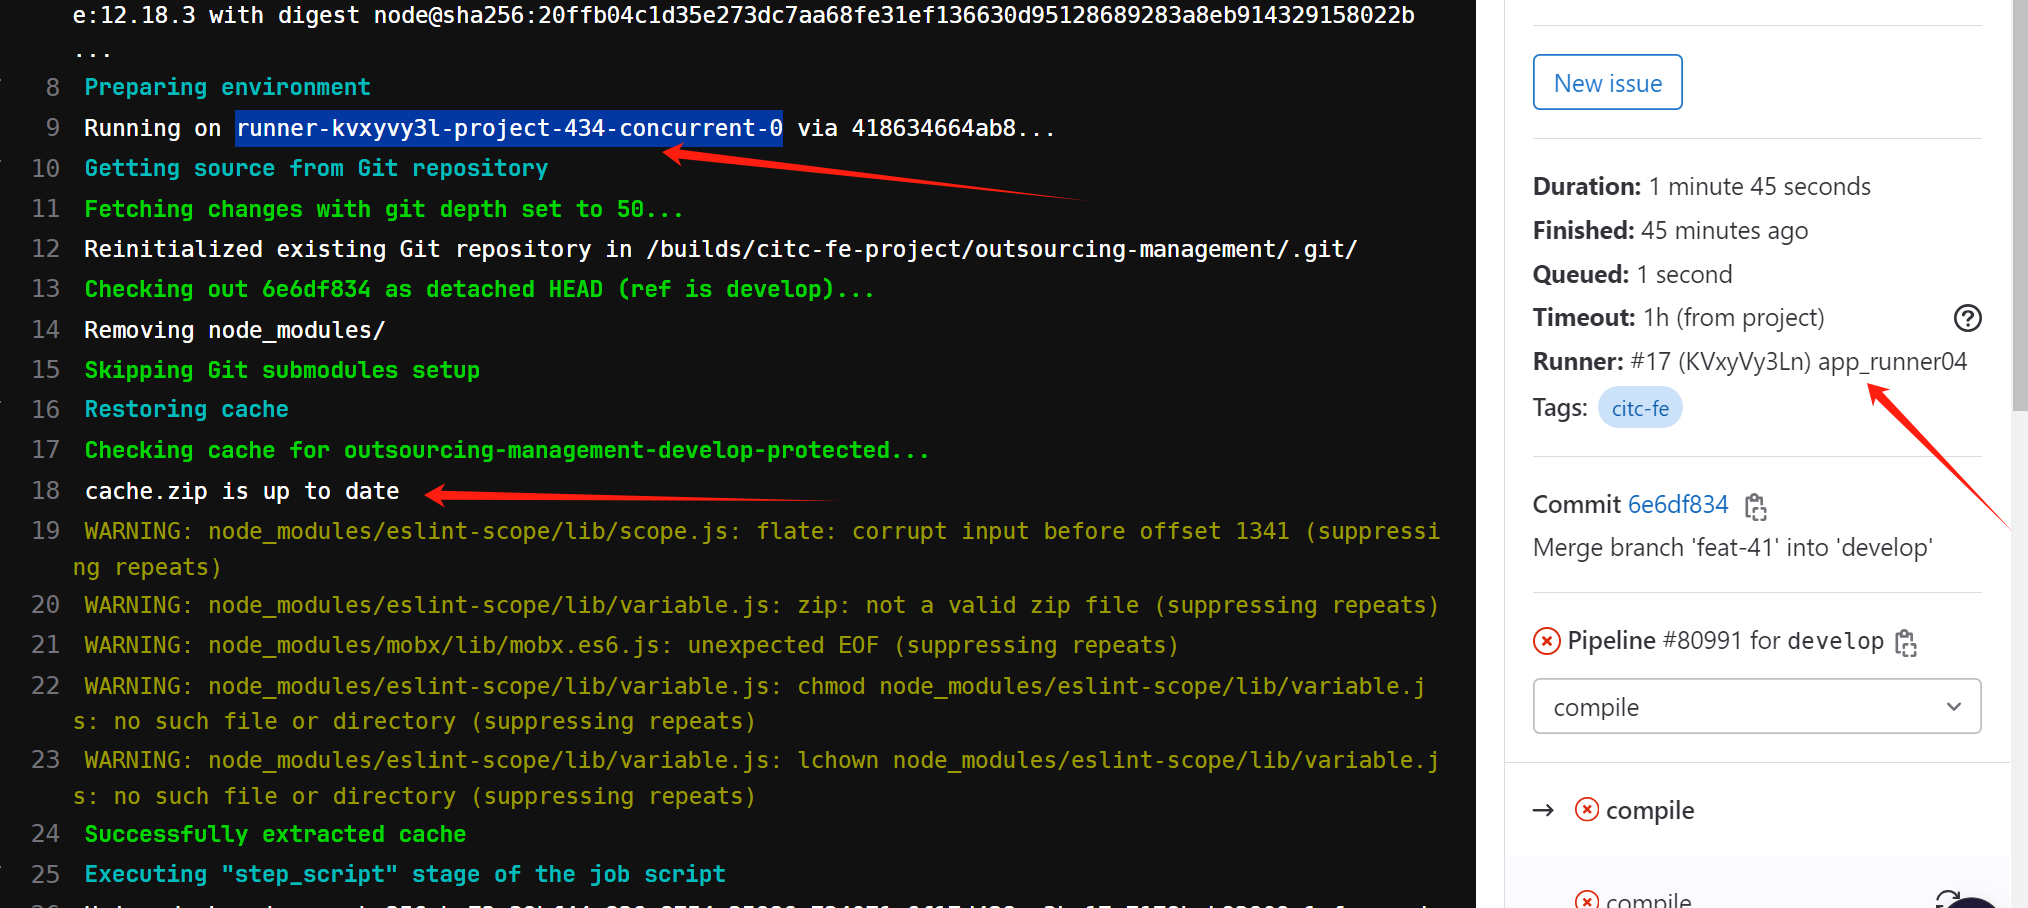 e:12.18.3 with digest node@sha256:20ffb04c1d35e273dc7aa68fe31ef136630d95128689283a8eb914329158022b
...
8 Preparing environment
9 Running on runner-kvxyvy3l-project-434-concurrent-0 via 418634664ab8...
10 Getting source from Git repository
11 Fetching changes with git depth set to 50...
12 Reinitialized existing Git repository in /builds/citc-fe-project/outsourcing-management/.git/
13 Checking out 6e6df834 as detached HEAD (ref is develop)...
14 Removing node_modules/
15 Skipping Git submodules setup
16 Restoring cache
17 Checking cache for outsourcing-management-develop-protected...
18 cache.zip is up to date
19 WARNING: node_modules/eslint-scope/lib/scope.js: flate: corrupt input before offset 1341 (suppressi
ng repeats)
20 WARNING: node_modules/eslint-scope/lib/variable.js: zip: not a valid zip file (suppressing repeats)
21 WARNING: node_modules/mobx/lib/mobx.es6.js: unexpected EOF (suppressing repeats)
22 WARNING: node_modules/eslint-scope/lib/variable.js: chmod node_modules/eslint-scope/lib/variable.j
s: no such file or directory (suppressing repeats)
23 WARNING: node_modules/eslint-scope/lib/variable.js: lchown node_modules/eslint-scope/lib/variable.j
s: no such file or directory (suppressing repeats)
24 Successfully extracted cache
25 Executing "step_script" stage of the job script
New issue
Duration: 1 minute 45 seconds
Finished: 45 minutes ago
Queued: 1 second
Timeout: 1h (from project)
Runner: #17 (KVxyVy3Ln) app_runner04
Tags: citc-fe
Commit 6e6df834
Merge branch 'feat-41' into 'develop'
Pipeline #80991 for develop
compile
→ compile
compile